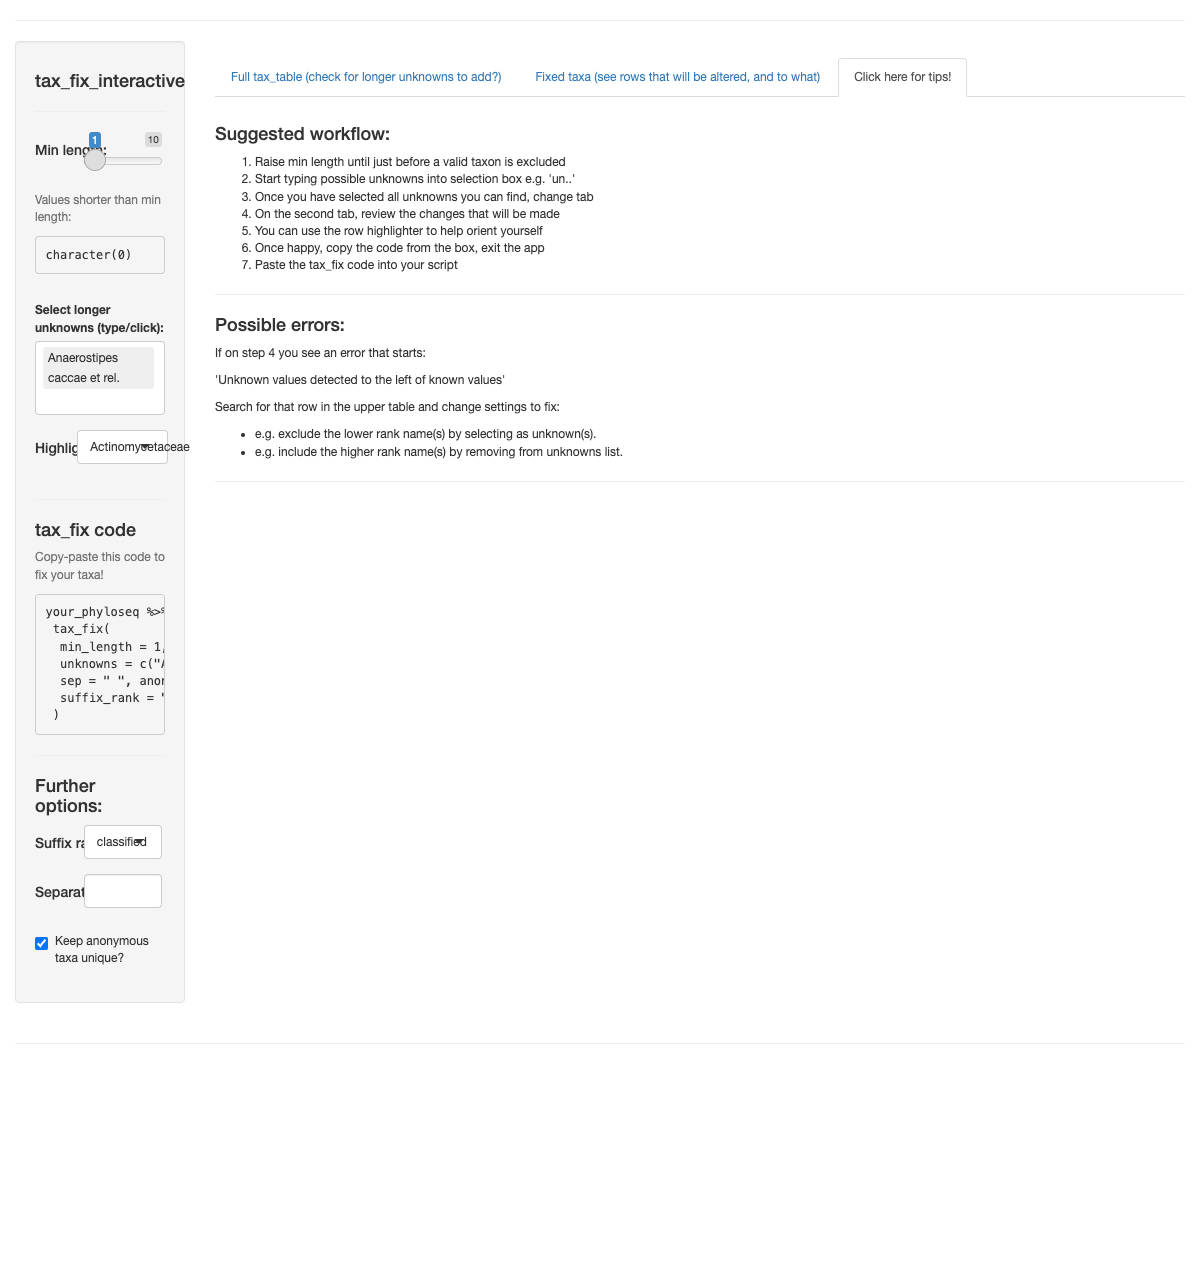 tax_fix_interactive
Min length:
1
10
Values shorter than min
length:
character(0)
Select longer
unknowns (type/click):
Anaerostipes
caccae et rel.
Highlig
Actinomycetaceae
tax_fix code
Copy-paste this code to
fix your taxa!
your_phyloseq %>%
tax_fix(
min_length = 1,
unknowns = c("A
sep = " ", anon
suffix_rank = "
)
Further
options:
Suffix ra
classified
Separat
Keep anonymous
taxa unique?
Full tax_table (check for longer unknowns to add?)
Fixed taxa (see rows that will be altered, and to what)
Click here for tips!
Suggested workflow:
1. Raise min length until just before a valid taxon is excluded
2. Start typing possible unknowns into selection box e.g. 'un..'
3. Once you have selected all unknowns you can find, change tab
4. On the second tab, review the changes that will be made
5. You can use the row highlighter to help orient yourself
6. Once happy, copy the code from the box, exit the app
7. Paste the tax_fix code into your script
Possible errors:
If on step 4 you see an error that starts:
'Unknown values detected to the left of known values'
Search for that row in the upper table and change settings to fix:
• e.g. exclude the lower rank name(s) by selecting as unknown(s).
• e.g. include the higher rank name(s) by removing from unknowns list.